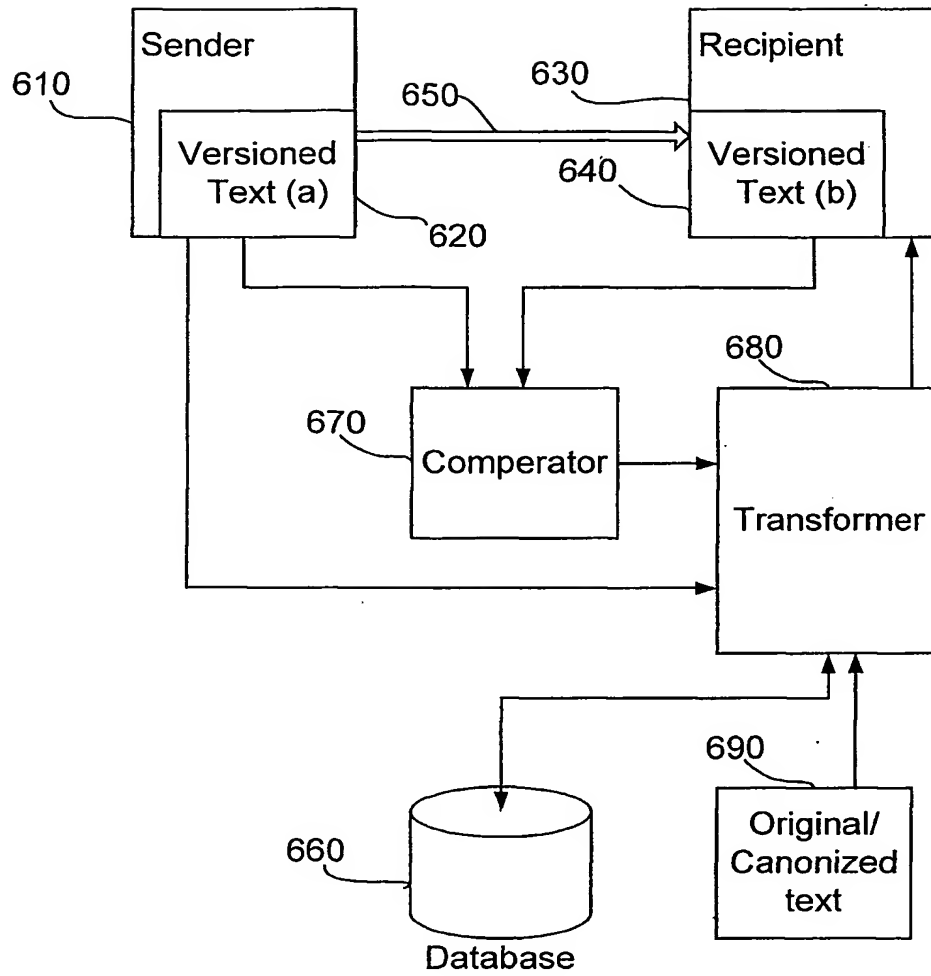 Sender
Recipient
610
650
630
Versioned
Text (a)
Versioned
Text (b)
640
620
680
670
Comperator
Transformer
690
Original/
Canonized
text
660
Database